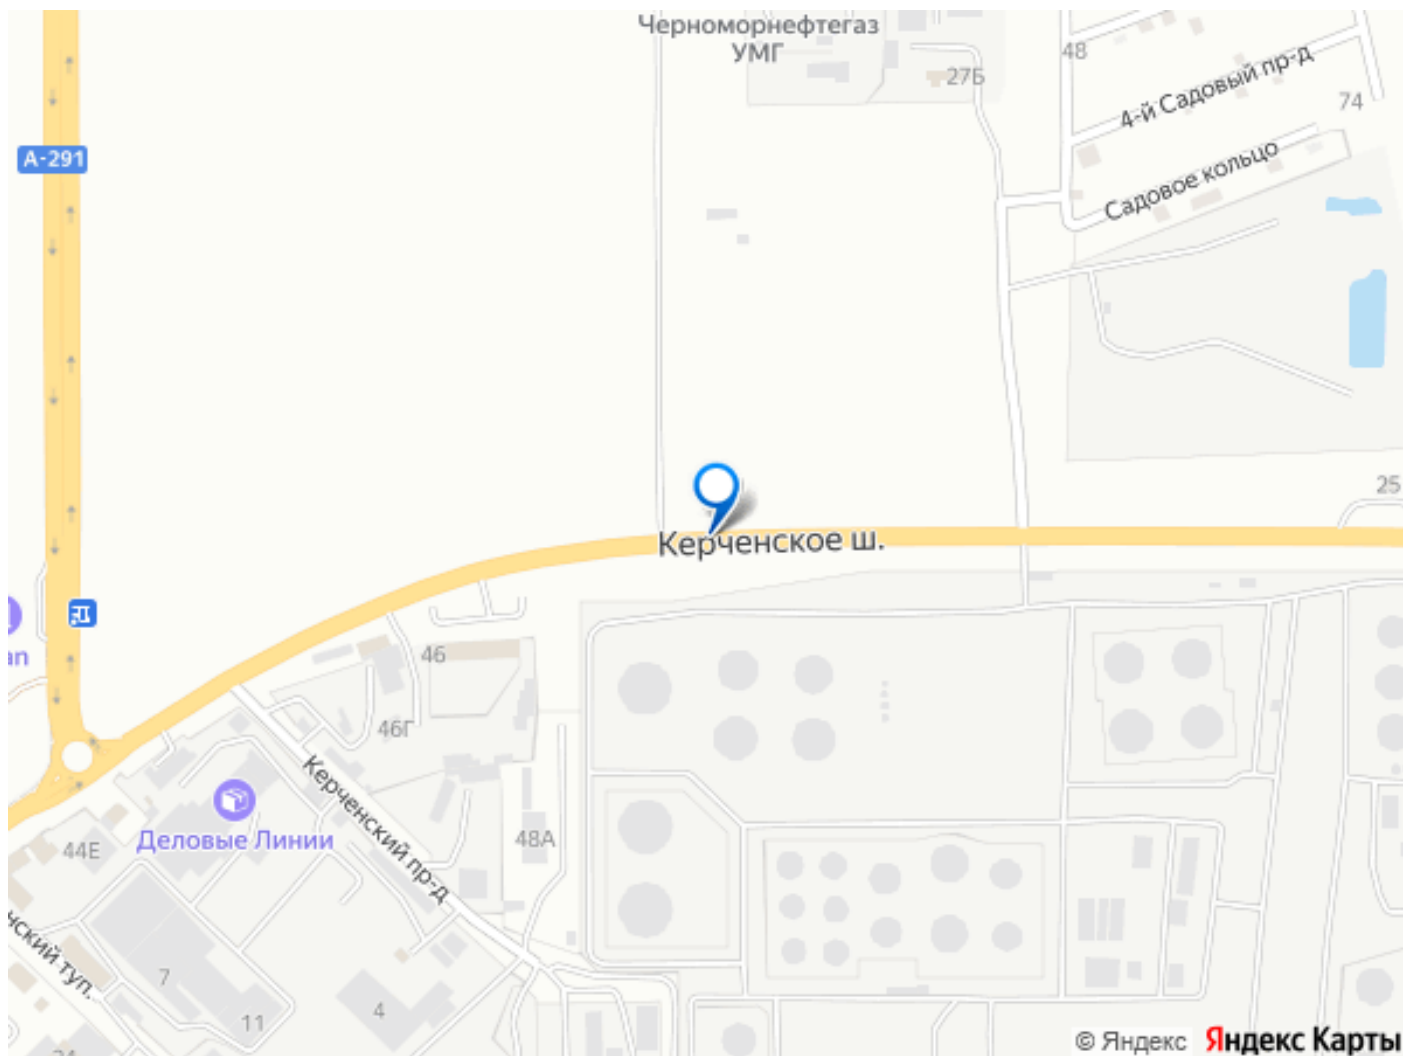 Черноморнефтегаз
УМГ
48
27Б
4-й Садовый пр-д
74
А-291
Садовое кольцо
25
Керченское ш.
46
46Г
Керченский пр-д
Деловые Линии
44Е
48А
7
11
4
© Яндекс
Яндекс Карты